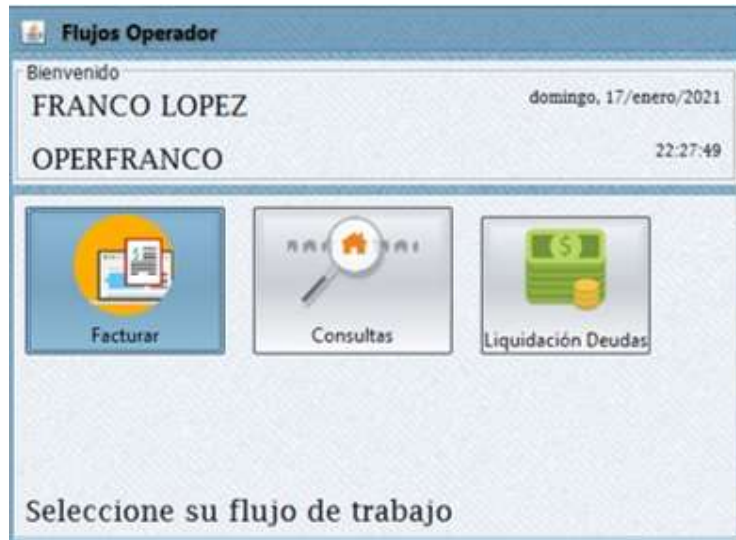 Flujos Operador
Bienvenido
FRANCO LOPEZ
domingo, 17/enero/2021
OPERFRANCO
22:27:49
Facturar
Consultas
Liquidación Deudas
Seleccione su flujo de trabajo